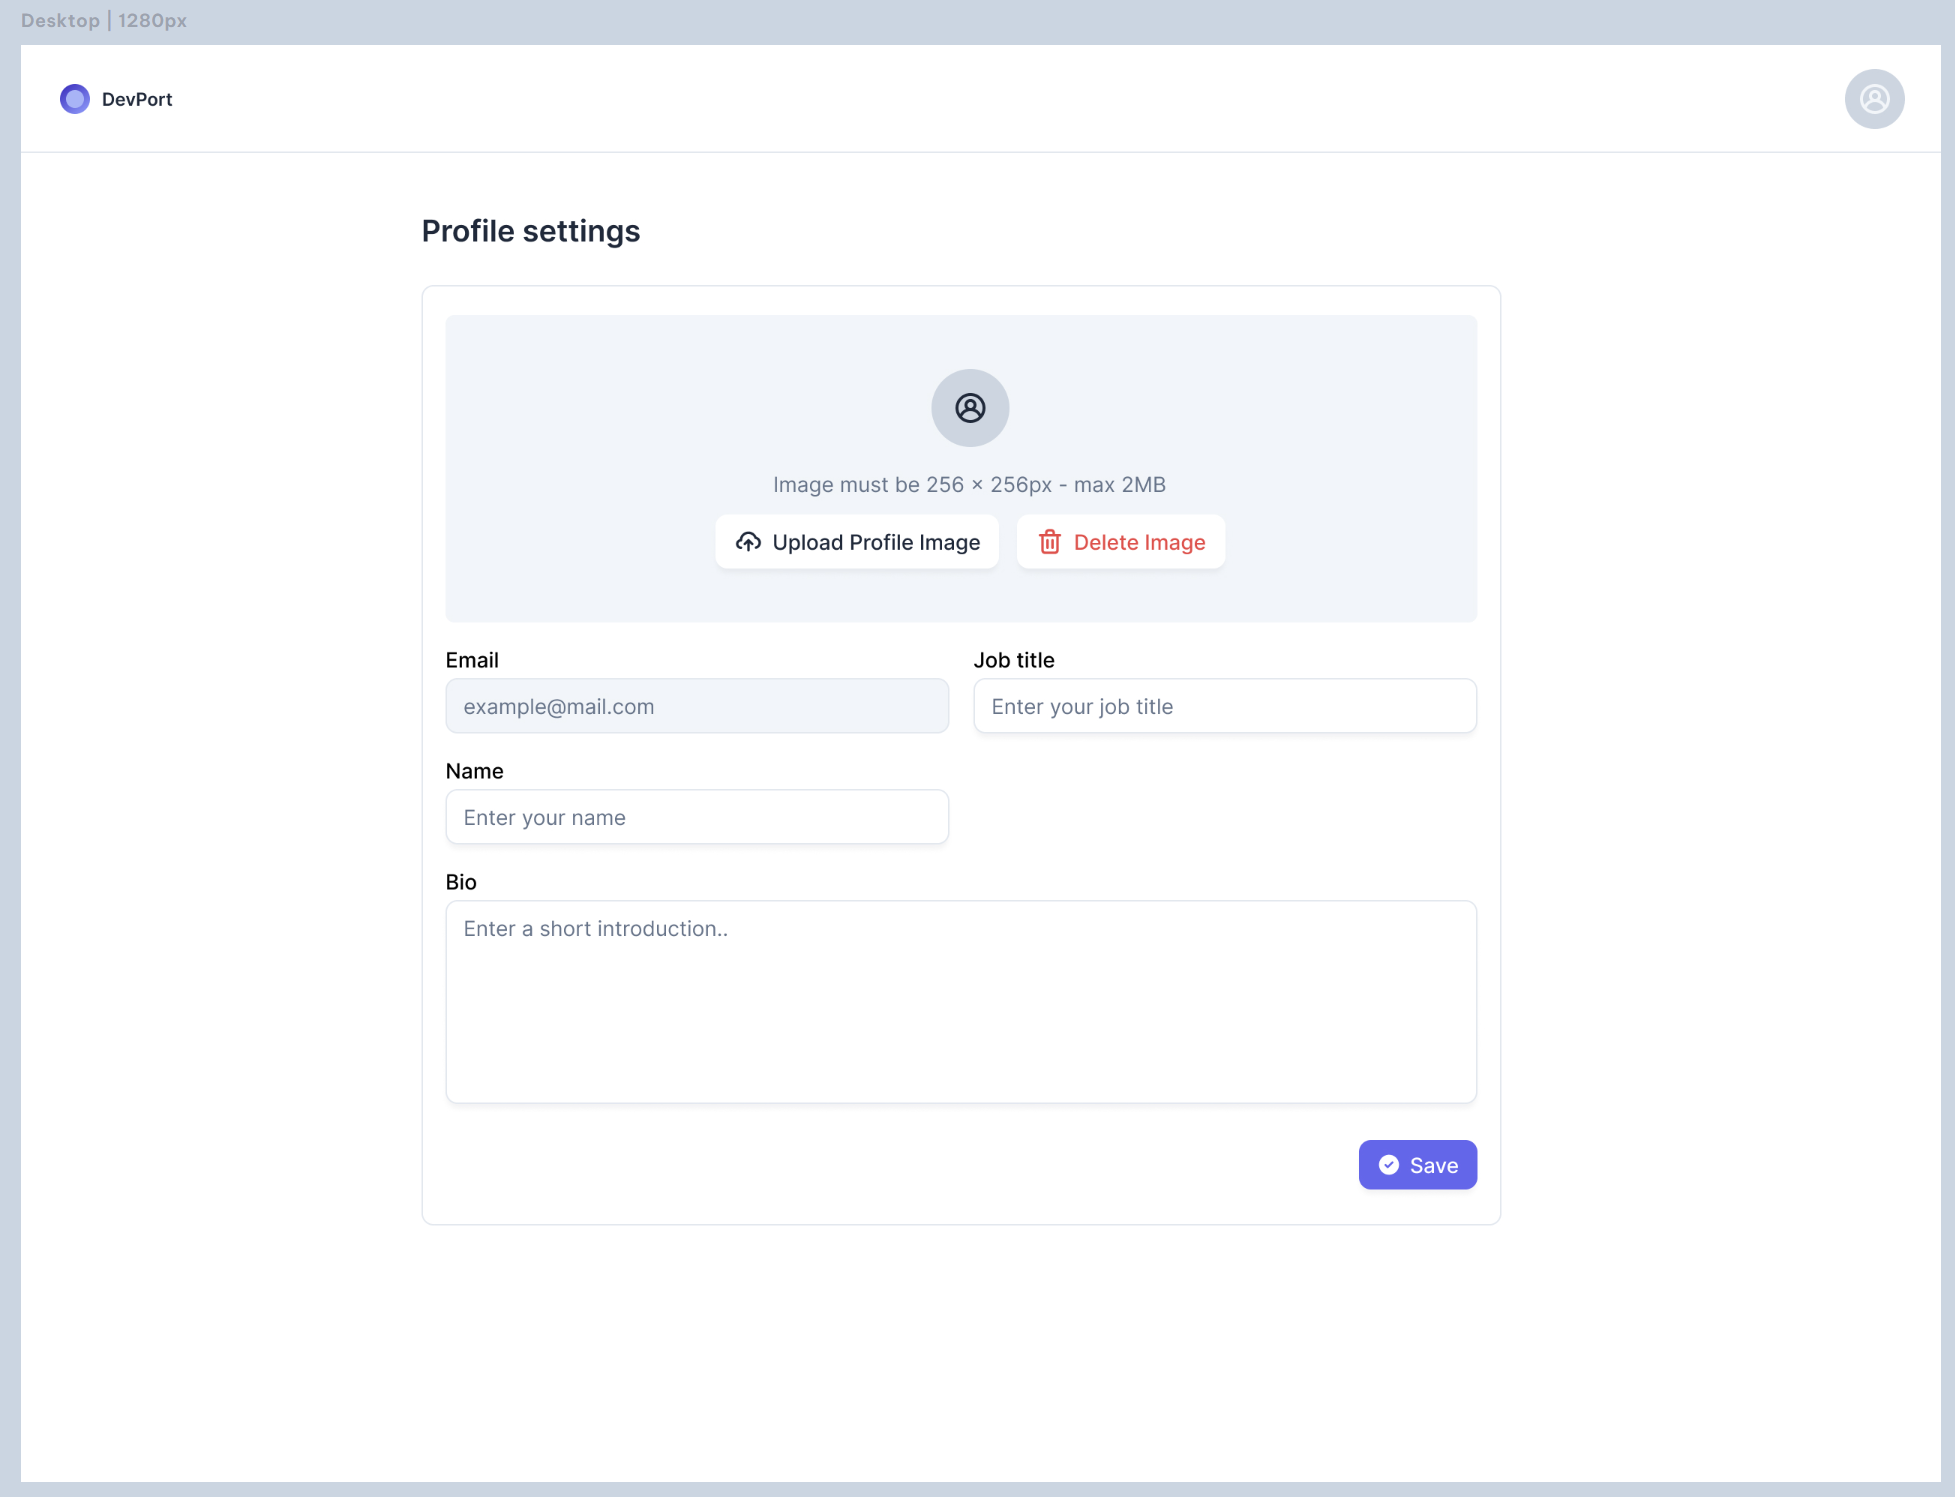 Desktop | 1280px
DevPort
Profile settings
Image must be 256 × 256px - max 2MB
Upload Profile Image
Delete Image
Email
Job title
example@mail.com
Enter your job title
Name
Enter your name
Bio
Enter a short introduction..
Save